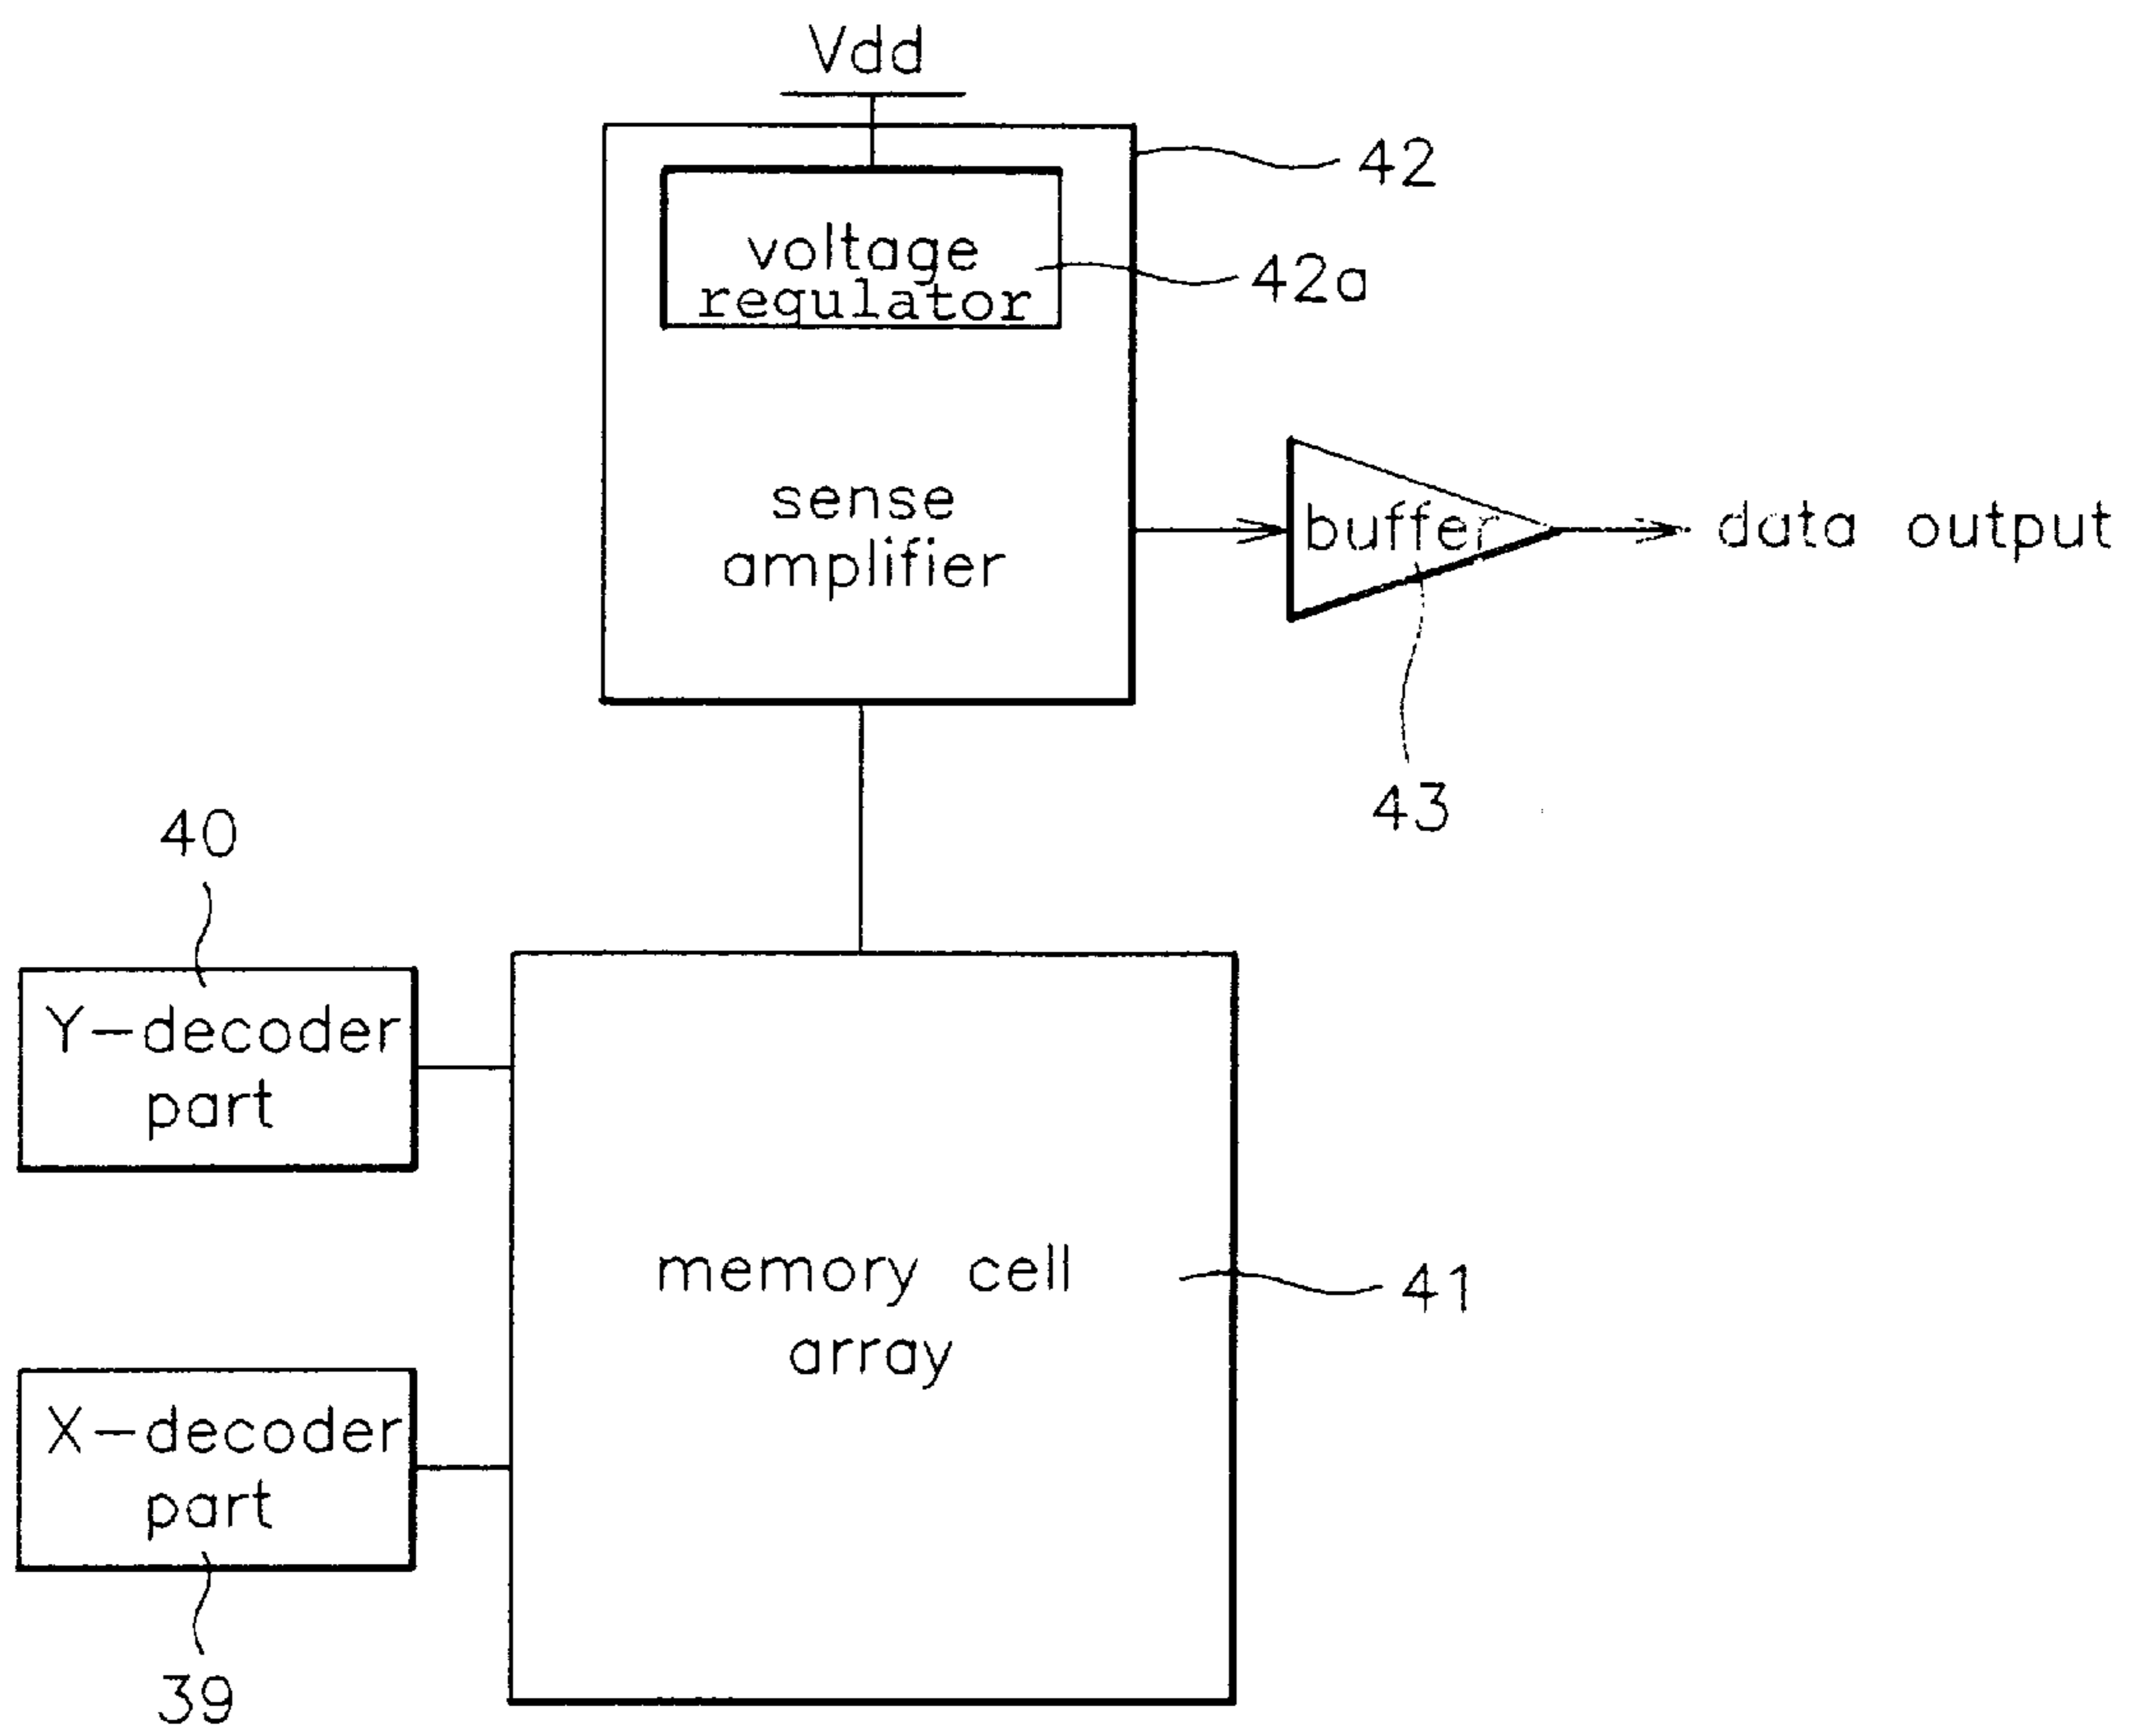 Vdd
42
voltage
regulator
42a
sense
amplifier
buffer
data output
43
40
Y-decoder
part
memory cell
array
41
X-decoder
part
39